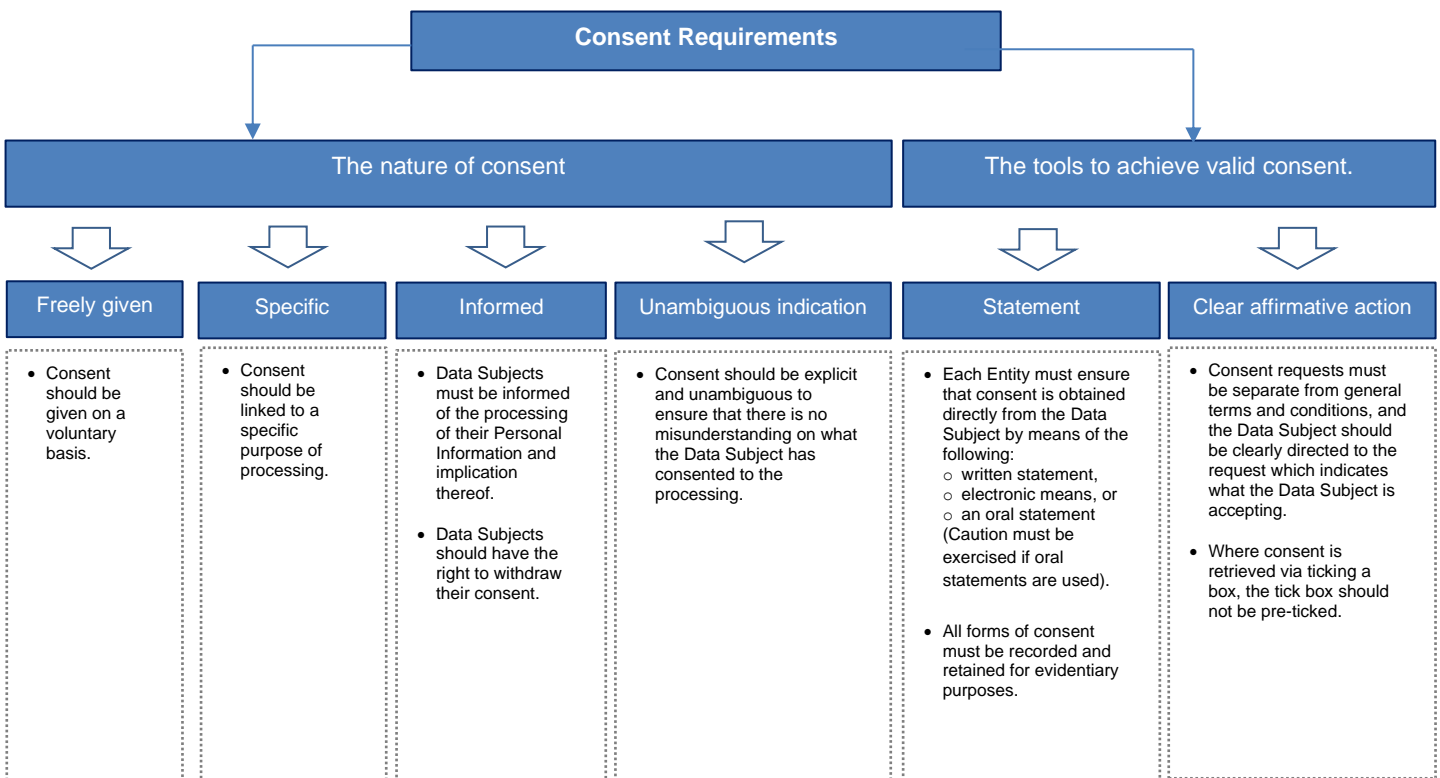 Consent Requirements
The nature of consent
The tools to achieve valid consent.
Freely given
Specific
Informed
Unambiguous indication
Statement
Clear affirmative action
• Consent
should be
given on a
voluntary
basis.
• Consent
should be
linked to a
specific
purpose of
processing.
• Data Subjects
must be informed
of the processing
of their Personal
Information and
implication
thereof.
• Data Subjects
should have the
right to withdraw
their consent.
• Consent should be explicit
and unambiguous to
ensure that there is no
misunderstanding on what
the Data Subject has
consented to the
processing.
• Each Entity must ensure
that consent is obtained
directly from the Data
Subject by means of the
following:
o written statement,
o electronic means, or
o an oral statement
(Caution must be
exercised if oral
statements are used).
• All forms of consent
must be recorded and
retained for evidentiary
purposes.
• Consent requests must
be separate from general
terms and conditions, and
the Data Subject should
be clearly directed to the
request which indicates
what the Data Subject is
accepting.
• Where consent is
retrieved via ticking a
box, the tick box should
not be pre-ticked.